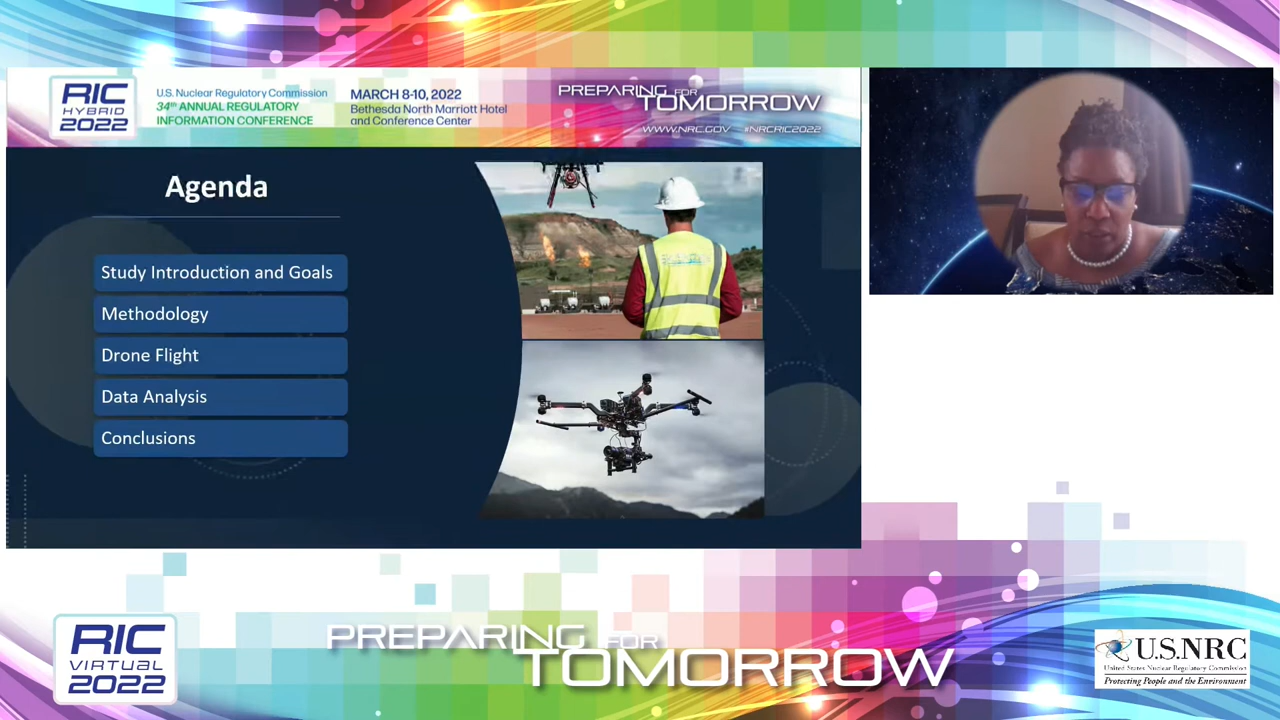 RIC
HYBRID
2022
U.S. Nuclear Regulatory Commission
34th ANNUAL REGULATORY
INFORMATION CONFERENCE
MARCH 8-10, 2022
Bethesda North Marriott Hotel
and Conference Center
PREPARING FOR
TOMORROW
WWW.NRC.GOV #NRCRIC2022
Agenda
Study Introduction and Goals
Methodology
Drone Flight
Data Analysis
Conclusions
RIC
VIRTUAL
2022
PREPARING FOR
TOMORROW
U.S.NRC
United States Nuclear Regulatory Commission
Protecting People and the Environment